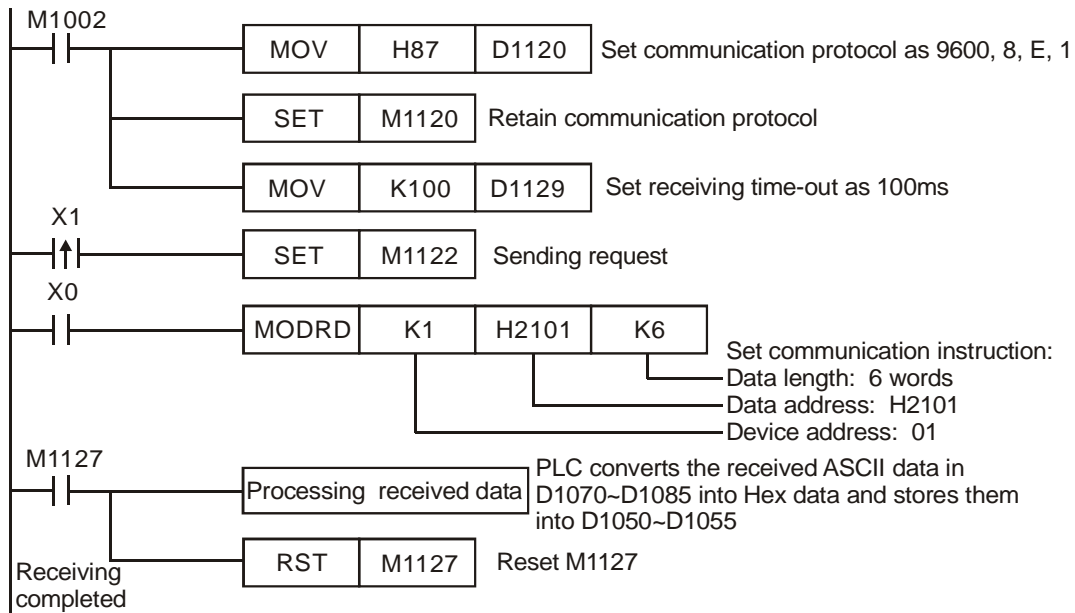 M1002
MOV H87 D1120 Set communication protocol as 9600, 8, E, 1
SET M1120 Retain communication protocol
MOV K100 D1129 Set receiving time-out as 100ms
X1
SET M1122 Sending request
X0
MODRD K1 H2101 K6
Set communication instruction:
Data length: 6 words
Data address: H2101
Device address: 01
M1127
Processing received data
PLC converts the received ASCII data in
D1070~D1085 into Hex data and stores them
into D1050~D1055
RST M1127 Reset M1127
Receiving
completed